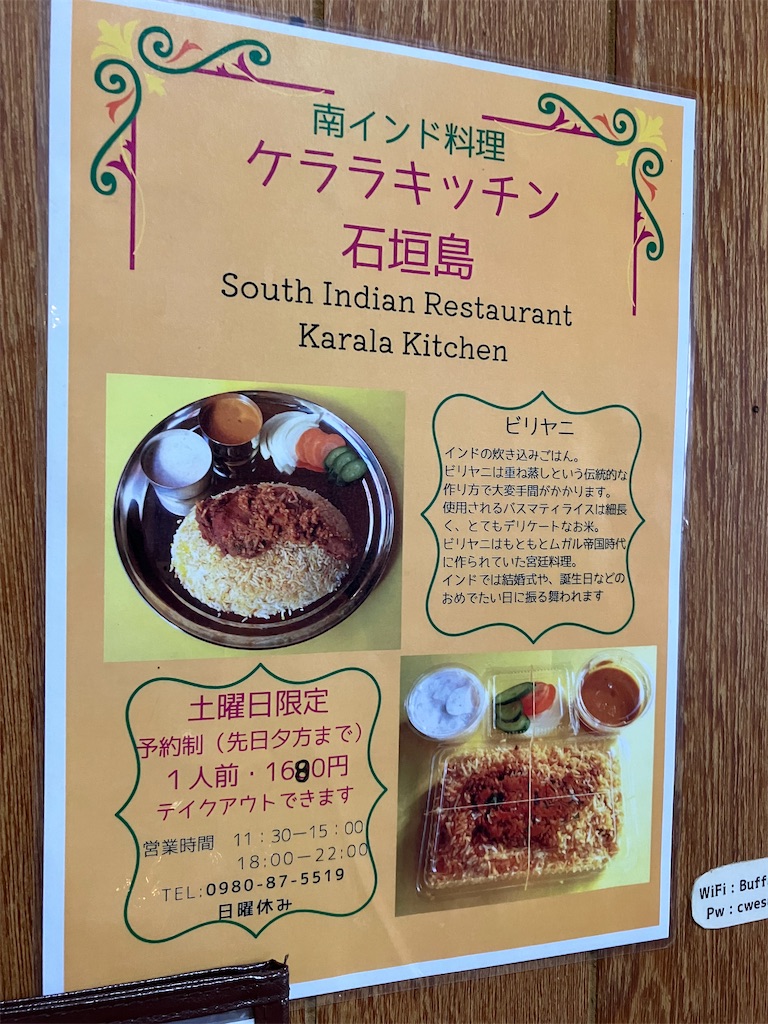 南インド料理
ケララキッチン
石垣島
South Indian Restaurant
Karala Kitchen
ビリヤニ
インドの炊き込みごはん。
ビリヤニは重ね蒸しという伝統的な
作り方で大変手間がかかります。
使用されるバスマティライスは細長
く、とてもデリケートなお米。
ビリヤニはもともとムガル帝国時代
に作られていた宮廷料理。
インドでは結婚式や、誕生日などの
おめでたい日に振る舞われます
土曜日限定
予約制（先日夕方まで）
１人前・1680円
テイクアウトできます
営業時間 11：30ー15：00
18：00ー22：00
TEL:0980-87-5519
日曜休み
WiFi : Buff
Pw : cwes